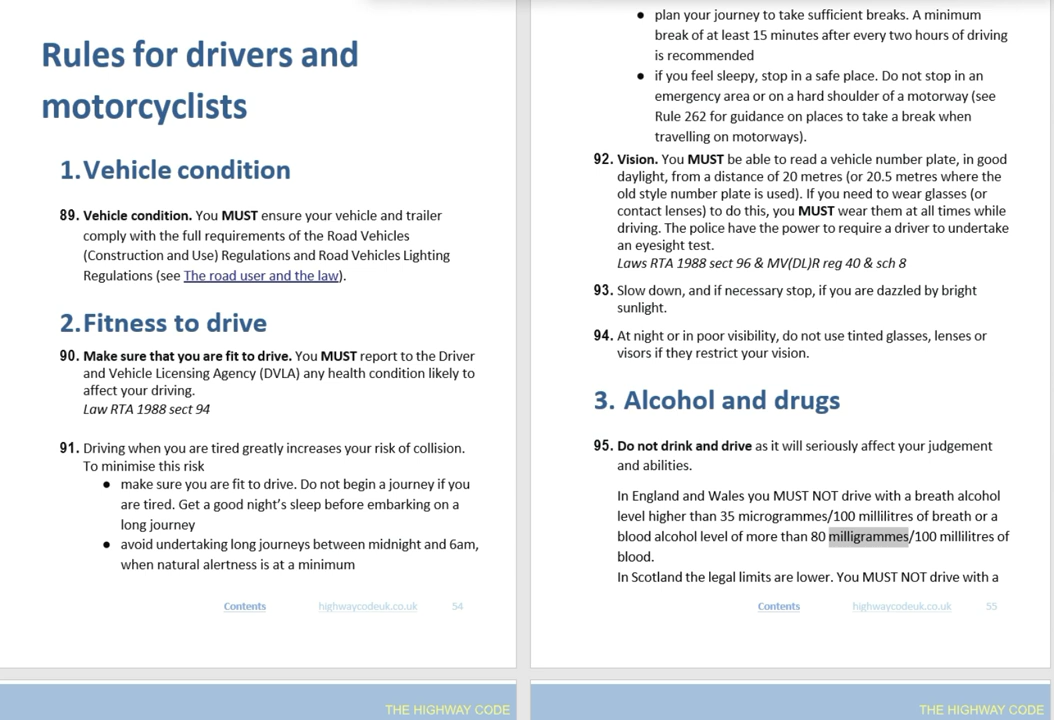 Rules for drivers and
motorcyclists
1.Vehicle condition
89. Vehicle condition. You MUST ensure your vehicle and trailer
comply with the full requirements of the Road Vehicles
(Construction and Use) Regulations and Road Vehicles Lighting
Regulations (see The road user and the law).
2.Fitness to drive
90. Make sure that you are fit to drive. You MUST report to the Driver
and Vehicle Licensing Agency (DVLA) any health condition likely to
affect your driving.
Law RTA 1988 sect 94
91. Driving when you are tired greatly increases your risk of collision.
To minimise this risk
● make sure you are fit to drive. Do not begin a journey if you
are tired. Get a good night's sleep before embarking on a
long journey
● avoid undertaking long journeys between midnight and 6am,
when natural alertness is at a minimum
Contents highwaycodeuk.co.uk 54
THE HIGHWAY CODE
● plan your journey to take sufficient breaks. A minimum
break of at least 15 minutes after every two hours of driving
is recommended
● if you feel sleepy, stop in a safe place. Do not stop in an
emergency area or on a hard shoulder of a motorway (see
Rule 262 for guidance on places to take a break when
travelling on motorways).
92. Vision. You MUST be able to read a vehicle number plate, in good
daylight, from a distance of 20 metres (or 20.5 metres where the
old style number plate is used). If you need to wear glasses (or
contact lenses) to do this, you MUST wear them at all times while
driving. The police have the power to require a driver to undertake
an eyesight test.
Laws RTA 1988 sect 96 & MV(DL)R reg 40 & sch 8
93. Slow down, and if necessary stop, if you are dazzled by bright
sunlight.
94. At night or in poor visibility, do not use tinted glasses, lenses or
visors if they restrict your vision.
3. Alcohol and drugs
95. Do not drink and drive as it will seriously affect your judgement
and abilities.
In England and Wales you MUST NOT drive with a breath alcohol
level higher than 35 microgrammes/100 millilitres of breath or a
blood alcohol level of more than 80 milligrammes/100 millilitres of
blood.
In Scotland the legal limits are lower. You MUST NOT drive with a
Contents highwaycodeuk.co.uk 55
THE HIGHWAY CODE